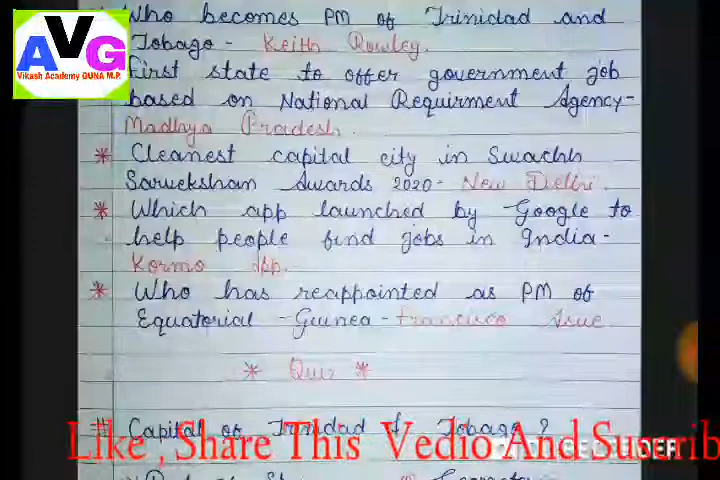 AVG
Vikash Academy GUNA M.P.
Who becomes PM of Trinidad and
Tobago - Keith Rowley.
First state to offer government job
based on National Requirment Agency-
Madhya Pradesh.
* Cleanest capital city in Swachh
Sarvekshan Awards 2020 - New Delhi.
* Which app launched by Google to
help people find jobs in India-
Kormo App.
* Who has reappointed as PM of
Equatorial - Guinea - Francisco Asue
* Quiz *
# Capital of Trinidad & Tobago ?
Like , Share This Vedio And Suscrib